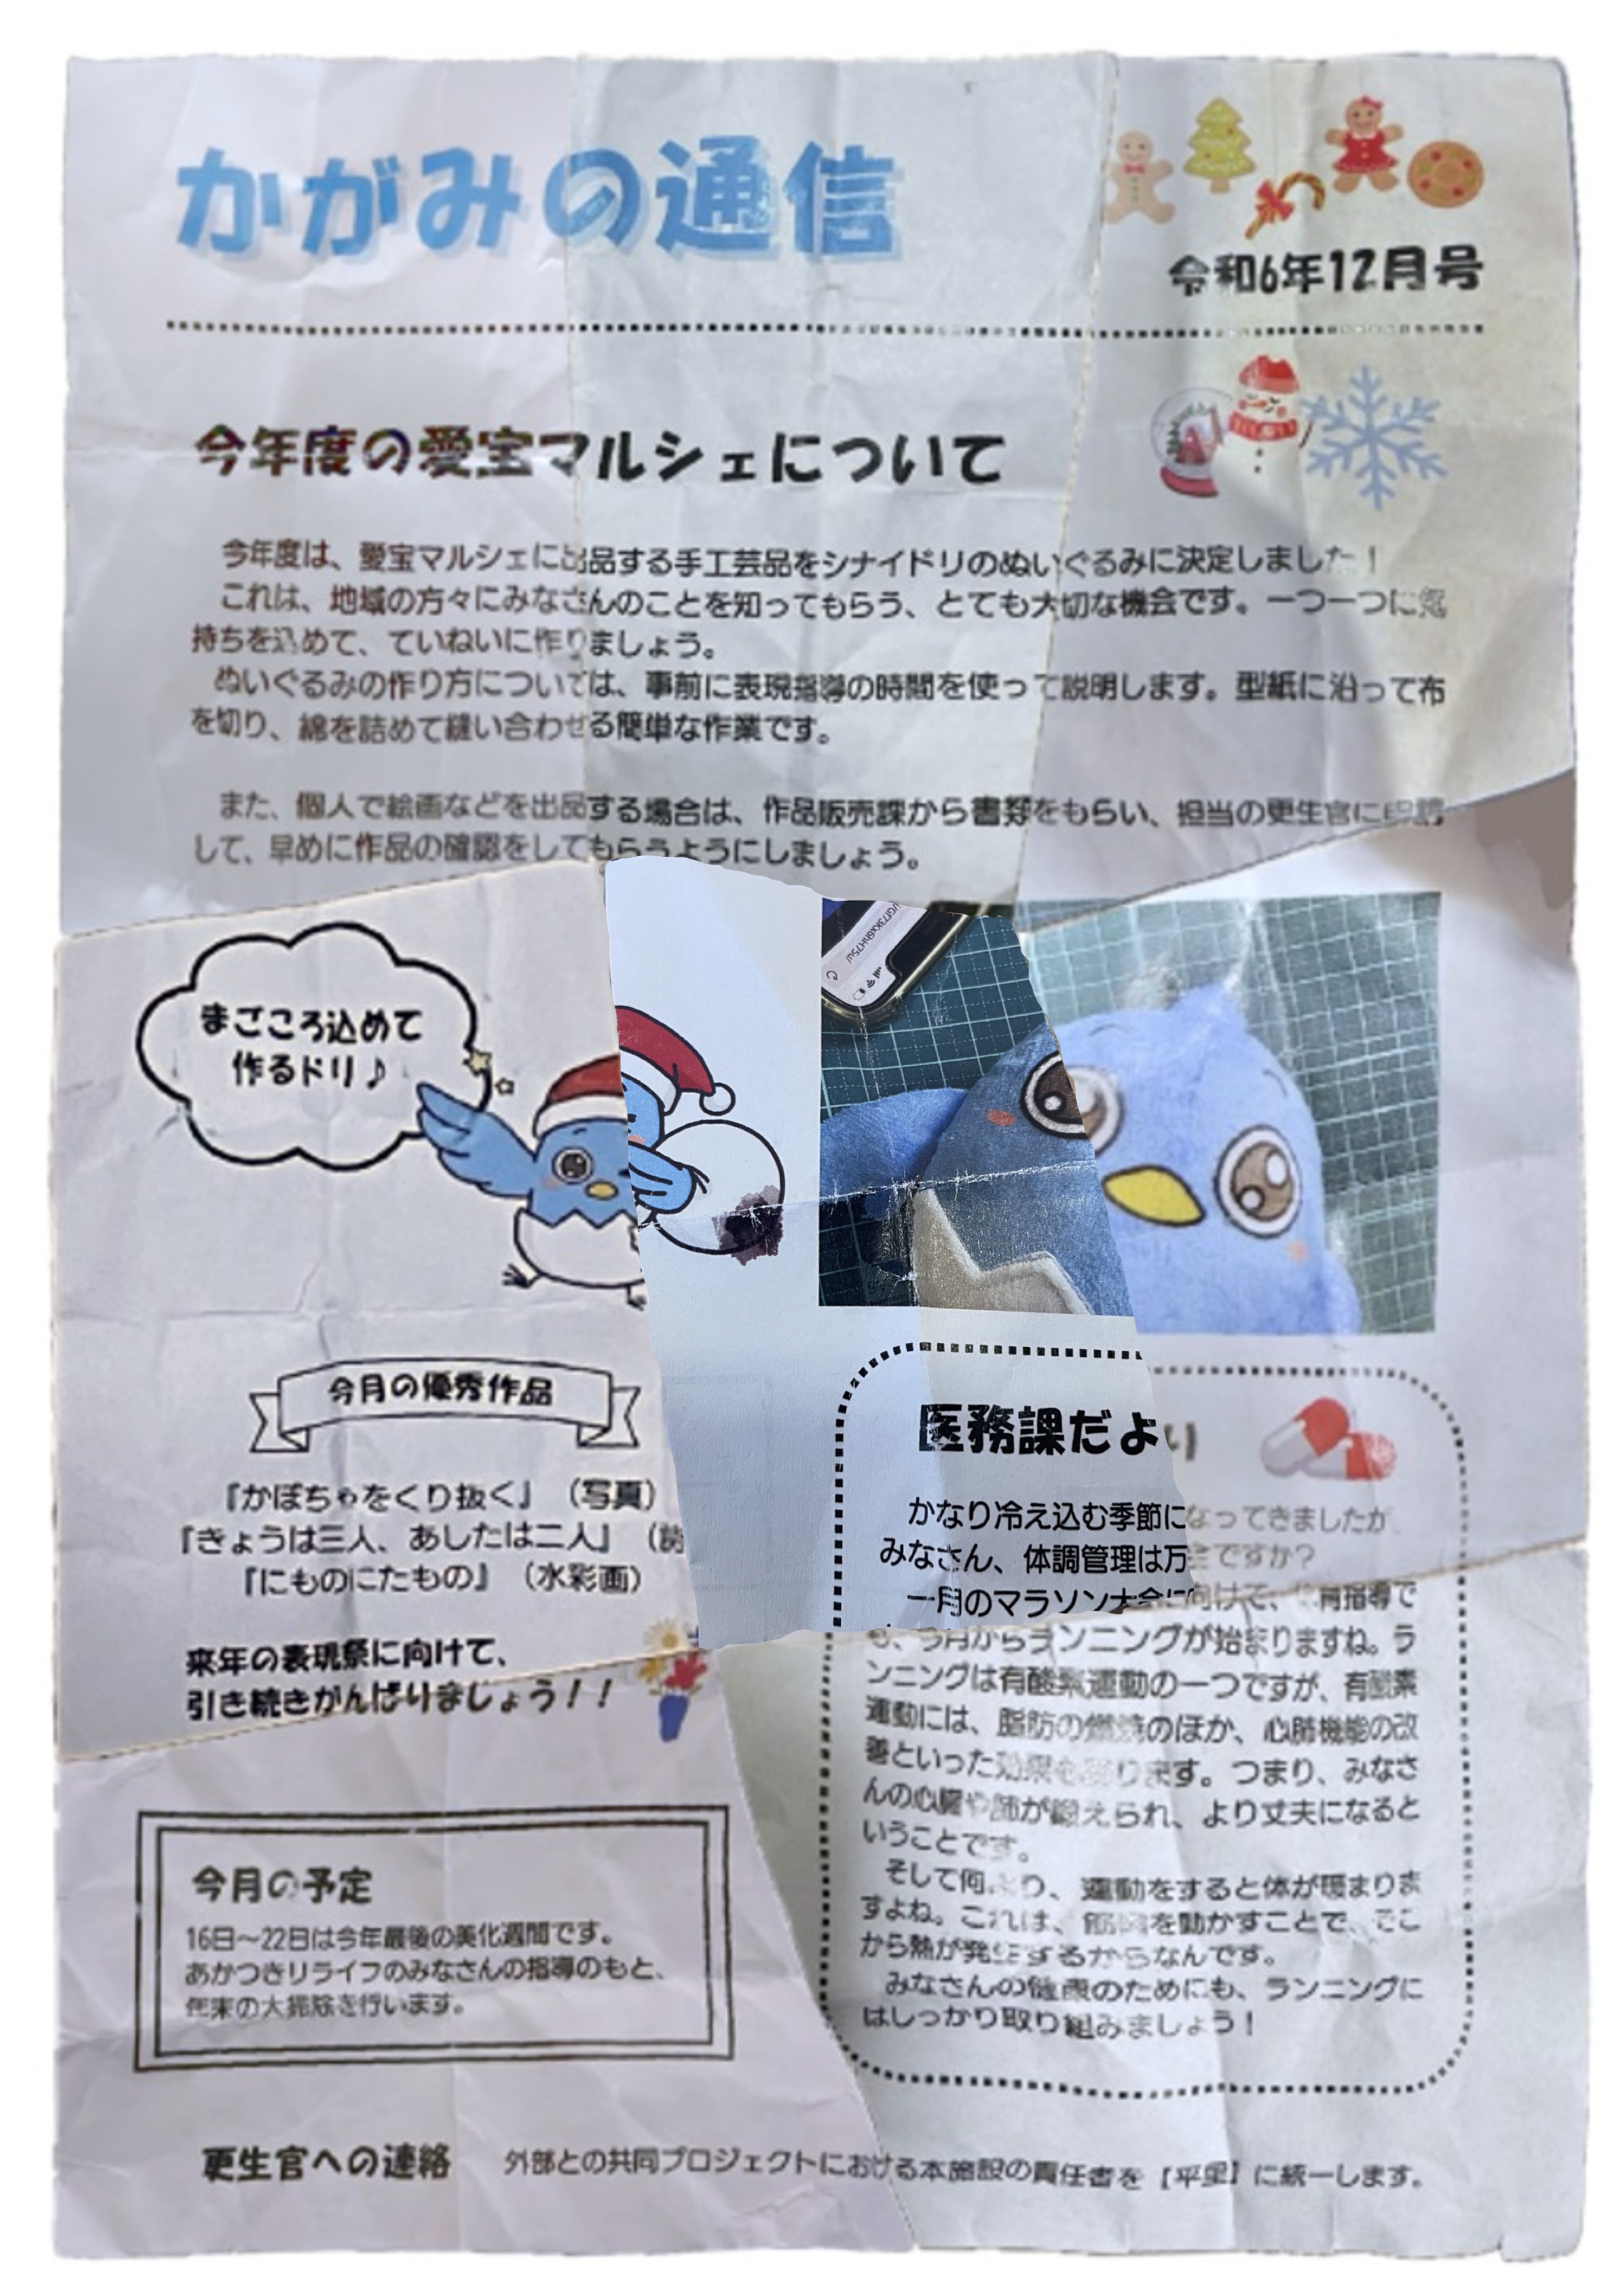 かがみの通信
令和6年12月号
今年度の愛宝マルシェについて
今年度は、愛宝マルシェに出品する手工芸品をシナイドリのぬいぐるみに決定しました！
これは、地域の方々にみなさんのことを知ってもらう、とても大切な機会です。一つ一つに気
持ちを込めて、ていねいに作りましょう。
ぬいぐるみの作り方については、事前に表現指導の時間を使って説明します。型紙に沿って布
を切り、綿を詰めて縫い合わせる簡単な作業です。
また、個人で絵画などを出品する場合は、作品販売課から書類をもらい、担当の更生官に申請
して、早めに作品の確認をしてもらうようにしましょう。
まごころ込めて
作るドリ♪
今月の優秀作品
『かぼちゃをくり抜く』（写真）
『きょうは三人、あしたは二人』（詩
『にものにたもの』（水彩画）
来年の表現祭に向けて、
引き続きがんばりましょう！！
今月の予定
16日～22日は今年最後の美化週間です。
あかつきリライフのみなさんの指導のもと、
年末の大掃除を行います。
医務課だより
かなり冷え込む季節になってきましたが、
みなさん、体調管理は万全ですか？
一月のマラソン大会に向けて、体育指導で
も、今月からランニングが始まりますね。ラ
ンニングは有酸素運動の一つですが、有酸素
運動には、脂肪の燃焼のほか、心肺機能の改
善といった効果もあります。つまり、みなさ
んの心臓や肺が鍛えられ、より丈夫になると
いうことです。
そして何より、運動をすると体が暖まりま
すよね。これは、筋肉を動かすことで、そこ
から熱が発生するからなんです。
みなさんの健康のためにも、ランニングに
はしっかり取り組みましょう！
更生官への連絡 外部との共同プロジェクトにおける本施設の責任者を【平里】に統一します。